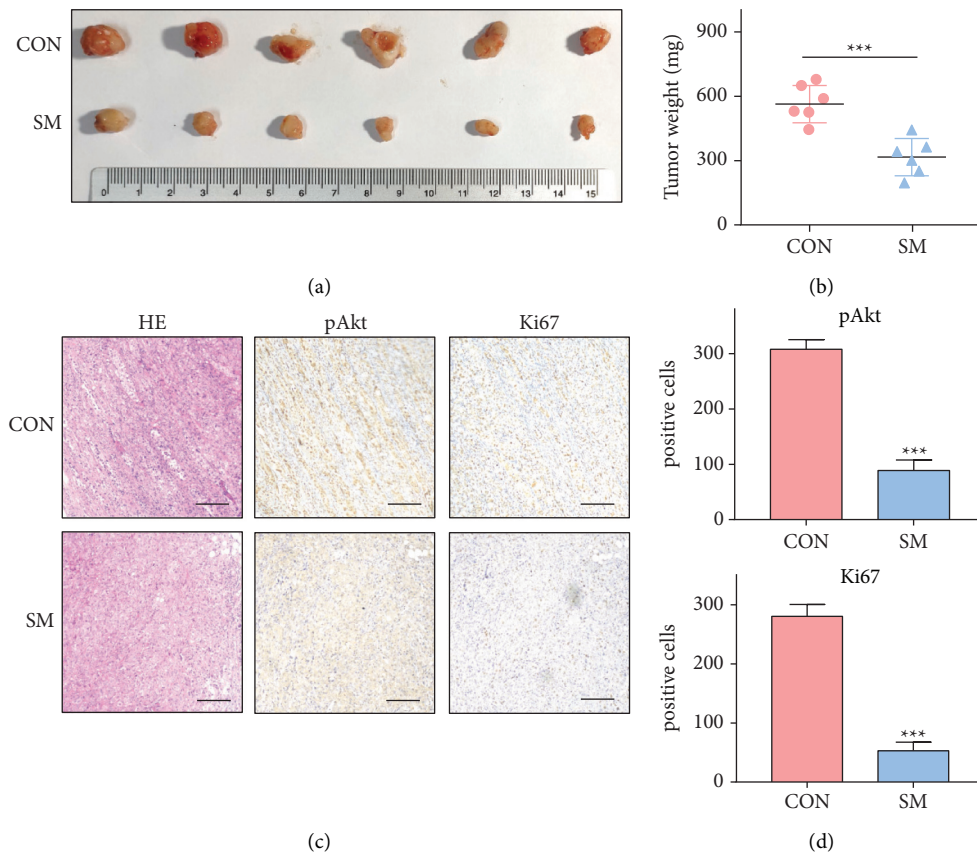 CON
SM
0 1 2 3 4 5 6 7 8 9 10 11 12 13 14 15
(a)
Tumor weight (mg)
900
600
300
0
***
CON SM
(b)
HE pAkt Ki67
CON
SM
(c)
pAkt
positive cells
300
200
100
0
***
CON SM
Ki67
positive cells
300
200
100
0
***
CON SM
(d)